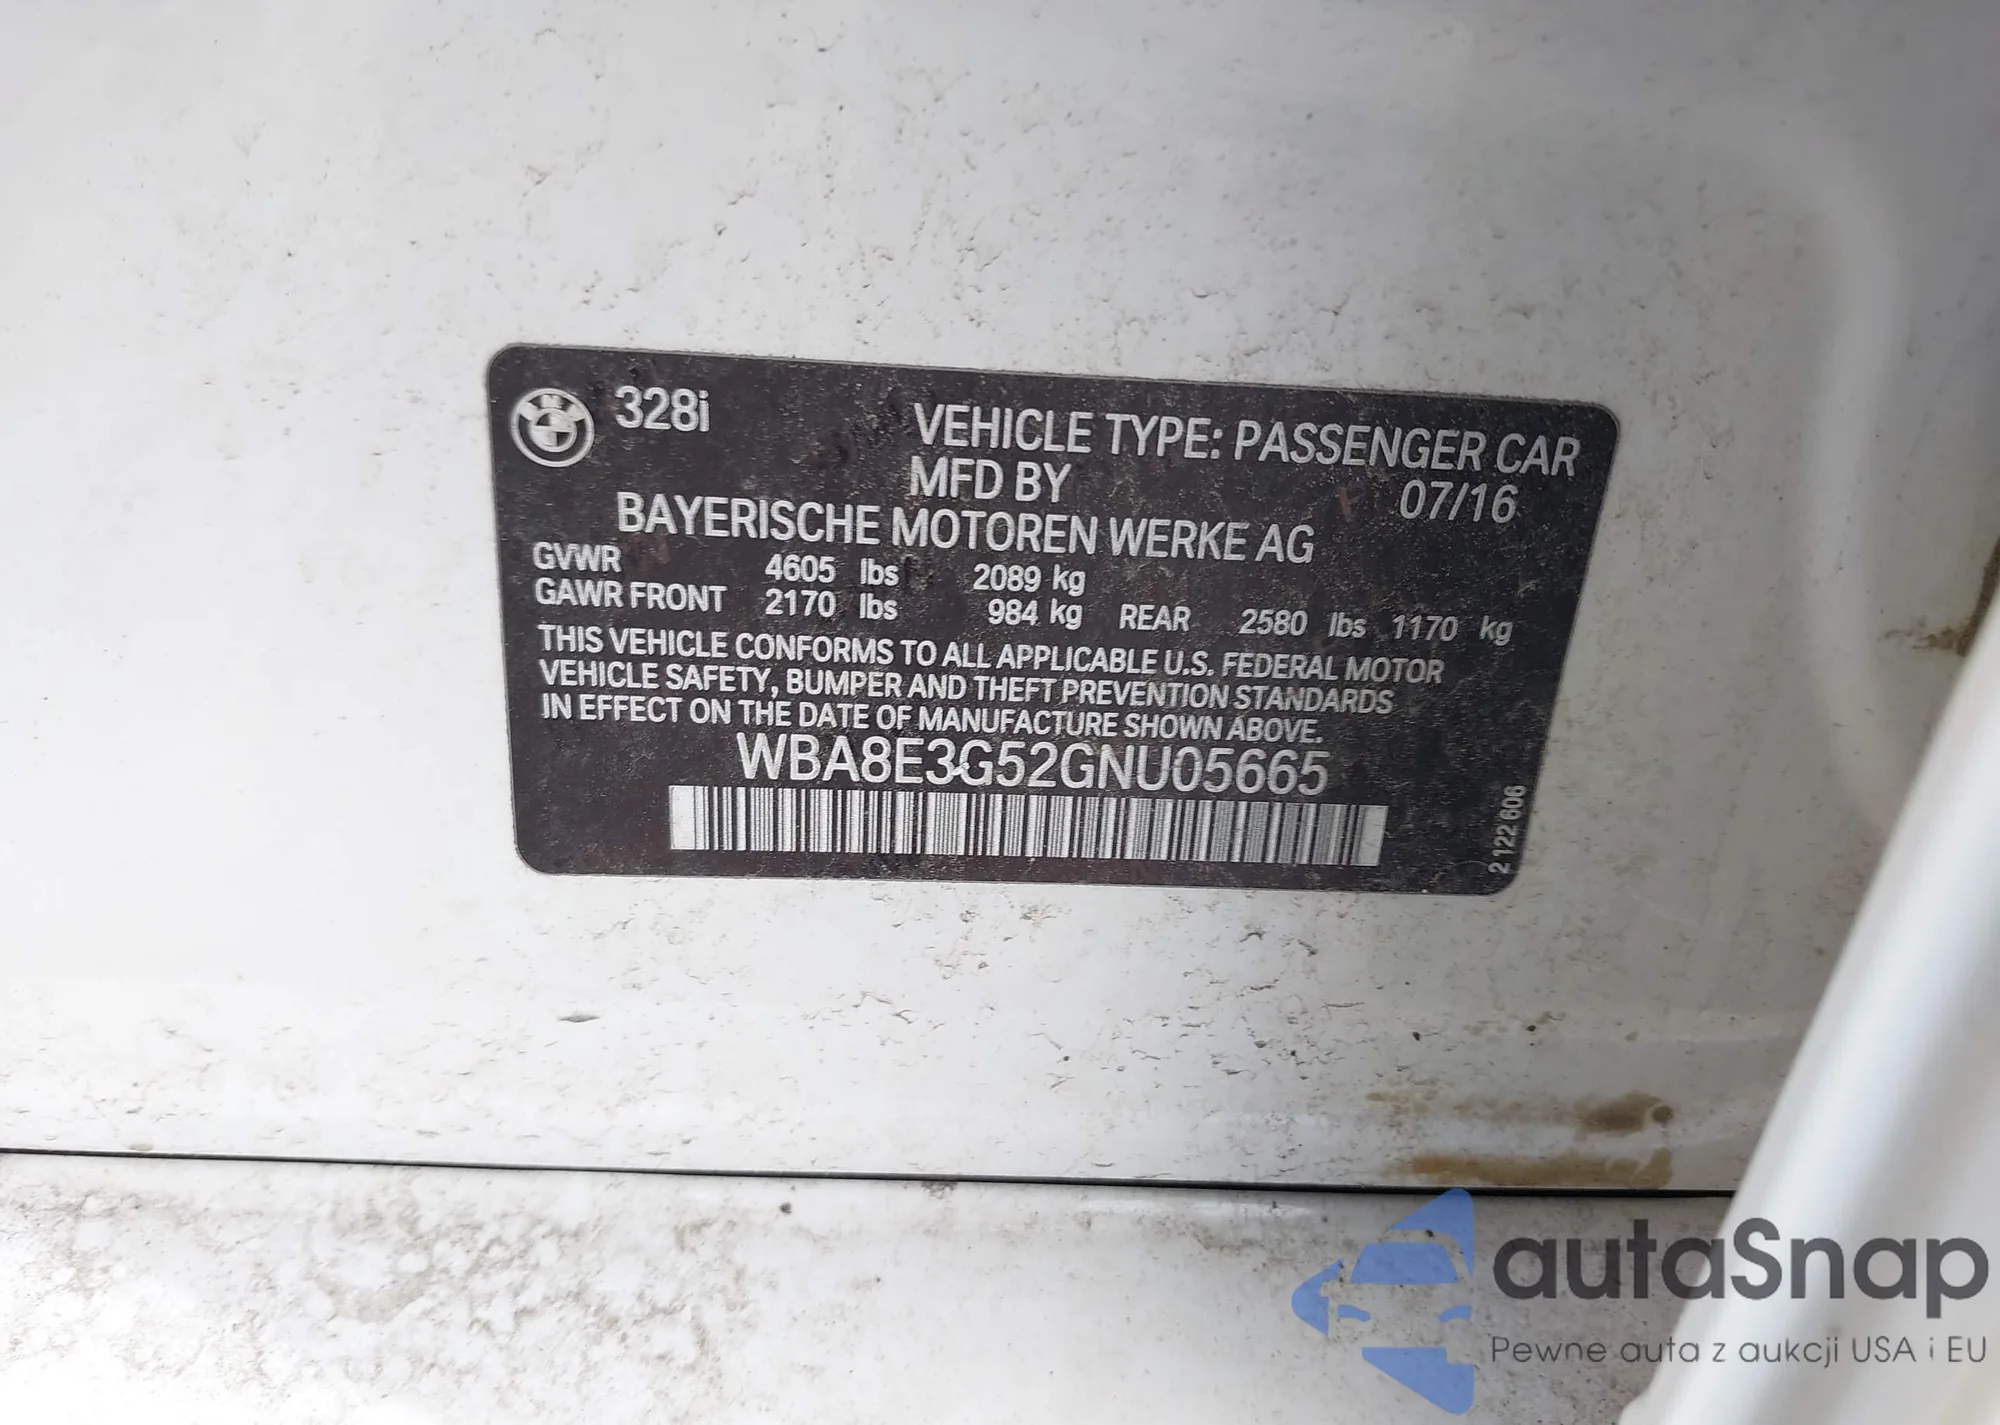 328i
VEHICLE TYPE: PASSENGER CAR
MFD BY
07/16
BAYERISCHE MOTOREN WERKE AG
GVWR 4605 lbs 2089 kg
GAWR FRONT 2170 lbs 984 kg REAR 2580 lbs 1170 kg
THIS VEHICLE CONFORMS TO ALL APPLICABLE U.S. FEDERAL MOTOR
VEHICLE SAFETY, BUMPER AND THEFT PREVENTION STANDARDS
IN EFFECT ON THE DATE OF MANUFACTURE SHOWN ABOVE.
WBA8E3G52GNU05665
2 122 606
autaSnap
Pewne auta z aukcji USA i EU